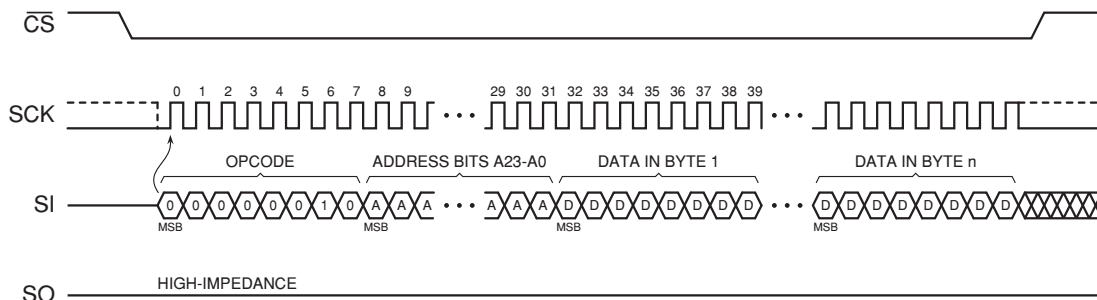 CS
0 1 2 3 4 5 6 7 8 9 29 30 31 32 33 34 35 36 37 38 39
SCK • • • • • •
OPCODE ADDRESS BITS A23-A0 DATA IN BYTE 1 DATA IN BYTE n
SI 0 0 0 0 0 0 1 0 A A A • • • A A A D D D D D D D D • • • D D D D D D D D
MSB MSB MSB MSB
HIGH-IMPEDANCE
SO